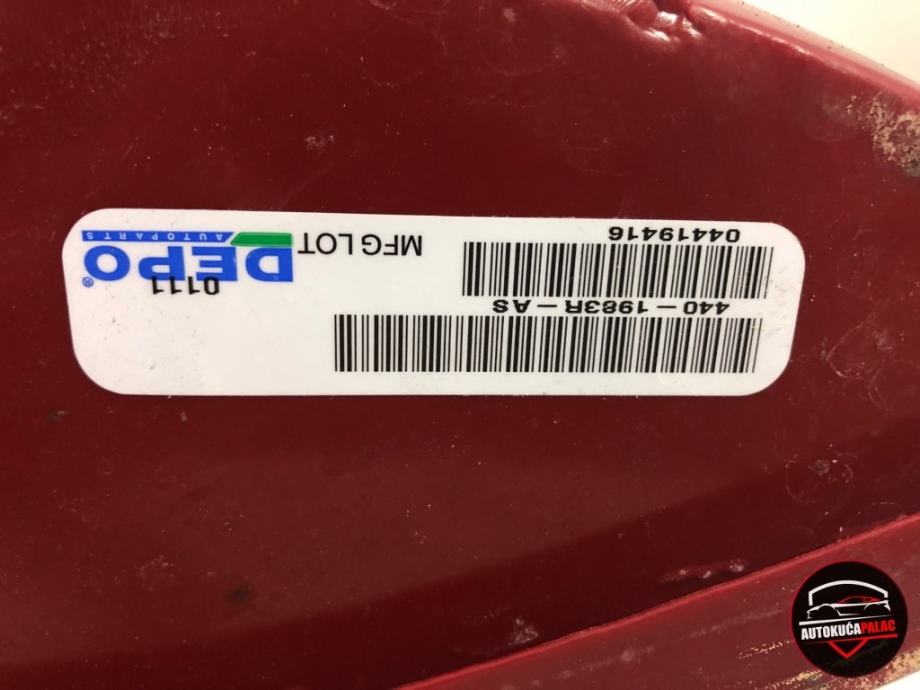 440-1983R-AS
04419416
MFG LOT
0111
DEPO®
AUTOPARTS
AUTOKUĆA PALAC